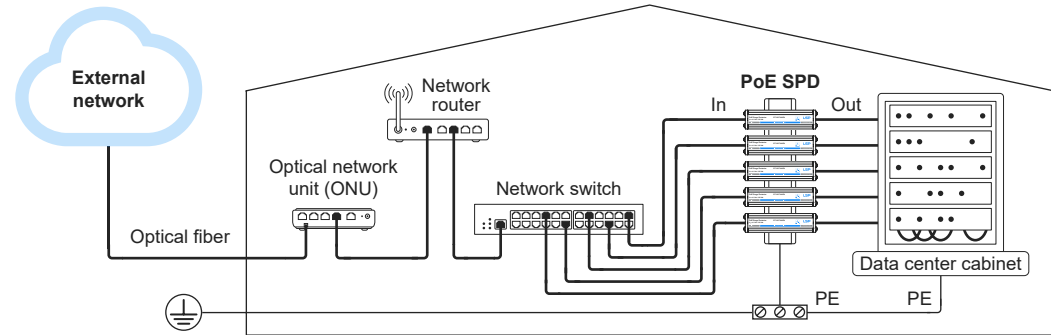 External
network
Network
router
PoE SPD
In
Out
Optical network
unit (ONU)
Network switch
Optical fiber
Data center cabinet
PE
PE